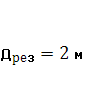 Дрез = 2 м